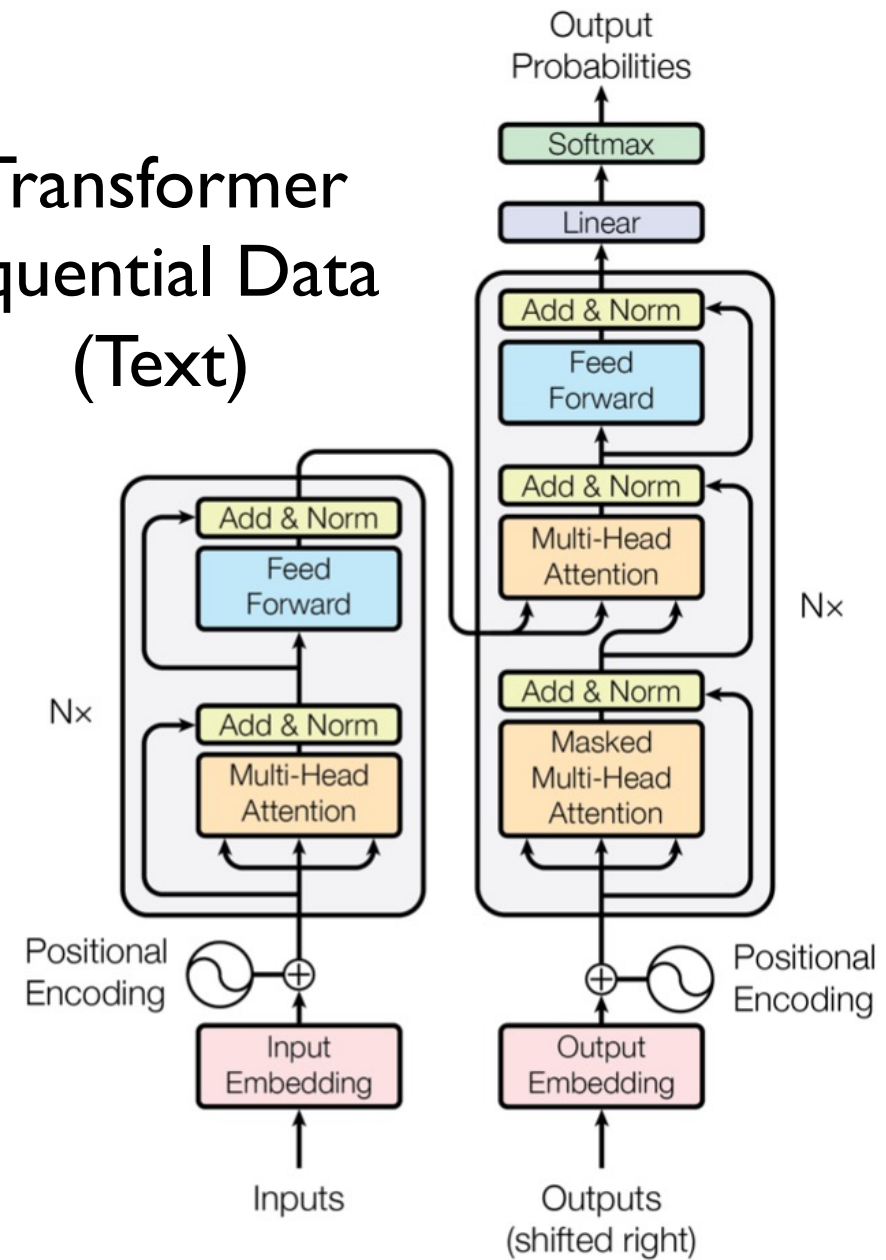 Transformer
quential Data
(Text)
Output
Probabilities
Softmax
Linear
Add & Norm
Feed
Forward
Add & Norm
Multi-Head
Attention
Add & Norm
Masked
Multi-Head
Attention
Nx
Add & Norm
Feed
Forward
Add & Norm
Multi-Head
Attention
Nx
Positional
Encoding
Positional
Encoding
Input
Embedding
Output
Embedding
Inputs
Outputs
(shifted right)